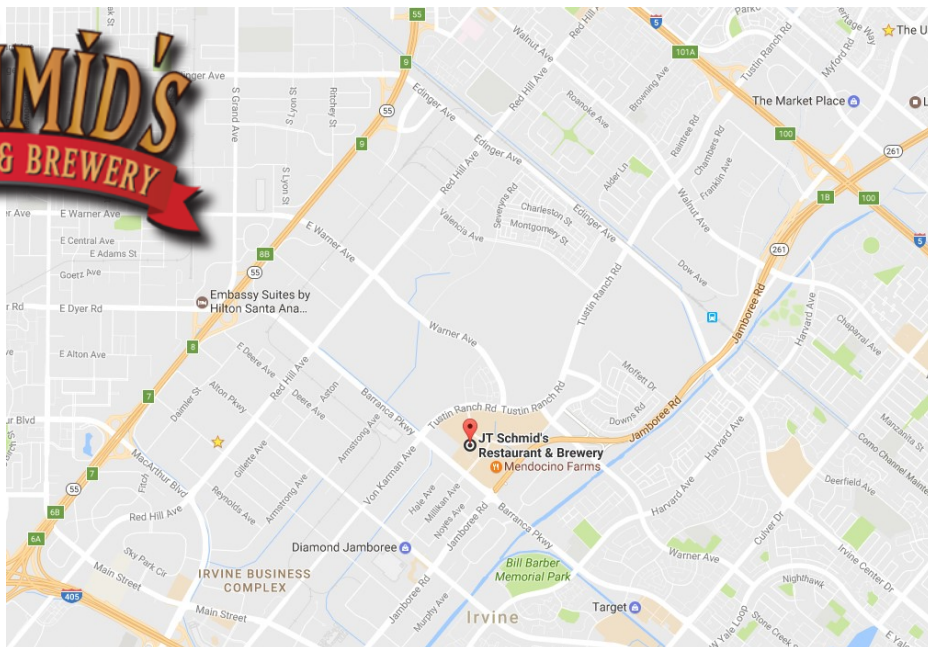 MID'S
& BREWERY
inger Ave
S Grand Ave
S Lyon St
Ritchey St
S Lyon St
55
9
5
101A
The U
Walnut Ave
Red Hill Ave
Red Hill A
Roanoke Ave
Browning Ave
Tustin Ranch Rd
Myford Rd
The Market Place
L
Edinger Ave
55
9
Edinger Ave
100
261
Raintree Rd
Chambers Rd
Franklin Ave
Walnut Ave
Alder Ln
Red Hill Ave
Severyns Rd
Charleston St
Montgomery St
Valencia Ave
Edinger Ave
1B
100
5
r Ave
E Warner Ave
E Warner Ave
E Central Ave
E Adams St
Goetz Ave
8B
55
261
Dow Ave
Tustin Ranch Rd
Jamboree Rd
Harvard Ave
Chaparral Ave
Embassy Suites by
Hilton Santa Ana...
r Rd
E Dyer Rd
Warner Ave
8
E Alton Ave
E Deere Ave
Red Hill Ave
Deere Ave
Aston
Moffett Dr
7
Daimler St
Alton Pkwy
Barranca Pkwy
Tustin Ranch Rd
Tustin Ranch Rd
Downs Rd
Jamboree Rd
Harvard Ave
Manzanita St
ur Blvd
Armstrong Ave
JT Schmid's
Restaurant & Brewery
Mendocino Farms
Como Channel Mainte
MacArthur Blvd
Gillette Ave
Von Karman Ave
7
55
Fitch
Reynolds Ave
Armstrong Ave
Hale Ave
Millikan Ave
Noyes Ave
Jamboree Rd
Barranca Pkwy
Harvard Ave
Deerfield Ave
Culver Dr
6B
Red Hill Ave
6A
Sky Park Cir
Diamond Jamboree
Warner Ave
Irvine Center Dr
IRVINE BUSINESS
COMPLEX
Bill Barber
Memorial Park
Nighthawk
405
Main Street
Main Street
Jamboree Rd
Murphy Ave
Irvine
Target
W Yale Loop
Stone Creek
E Y